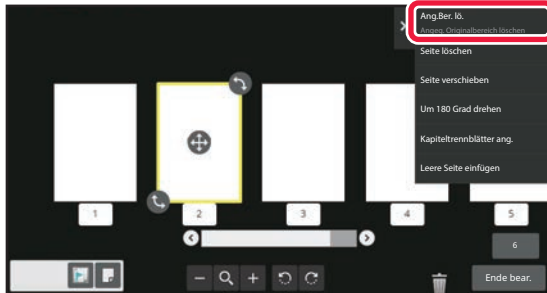 Ang.Ber. lö.
Angeg. Originalbereich löschen
Seite löschen
Seite verschieben
Um 180 Grad drehen
Kapiteltrennblätter ang.
Leere Seite einfügen
1
2
3
4
5
6
Ende bear.